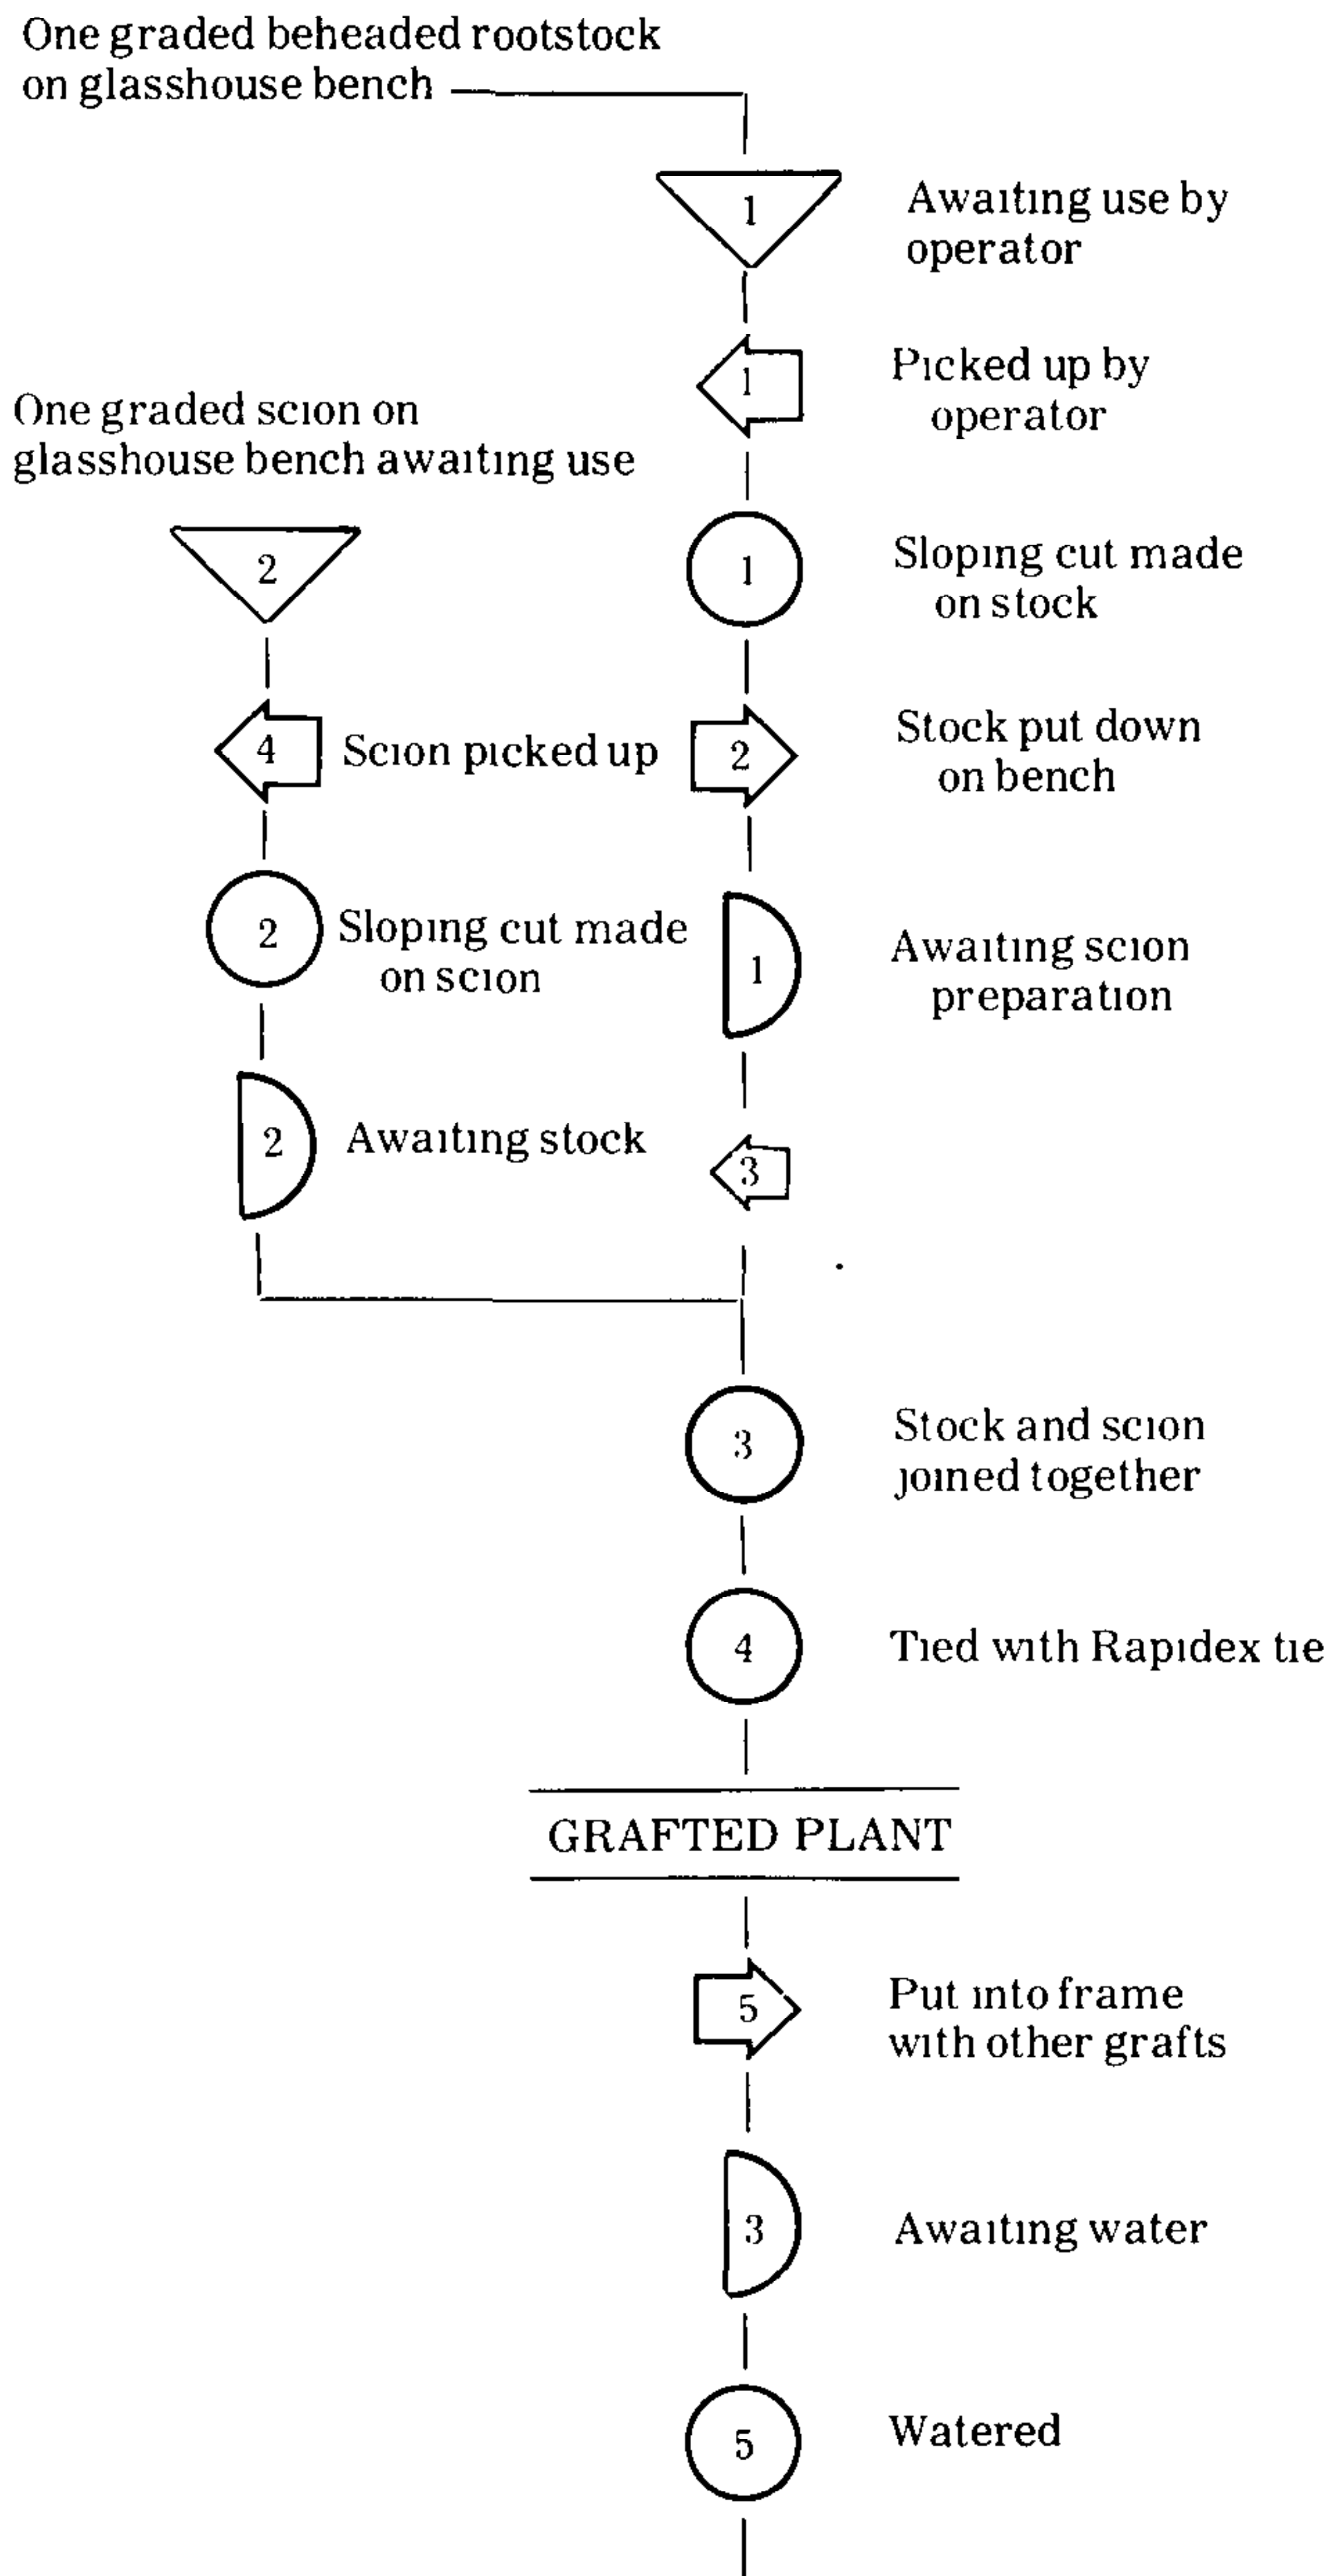 One graded beheaded rootstock
on glasshouse bench
1
Awaiting use by
operator
1
Picked up by
operator
One graded scion on
glasshouse bench awaiting use
2
1
Sloping cut made
on stock
4
Scion picked up
2
Stock put down
on bench
2
Sloping cut made
on scion
1
Awaiting scion
preparation
2
Awaiting stock
3
3
Stock and scion
joined together
4
Tied with Rapidex tie
GRAFTED PLANT
5
Put into frame
with other grafts
3
Awaiting water
5
Watered